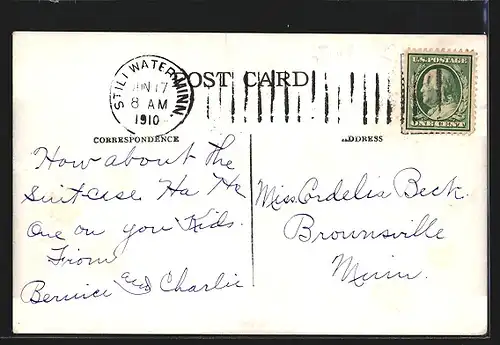 STILLWATER, MINN.
JUN 17
8 AM
1910
POST CARD
U.S. POSTAGE
ONE CENT
CORRESPONDENCE
ADDRESS
How about the
Suitcase Ha He
One on you Kids.
From
Bernice and Charlie
Miss Cordelia Beck
Brownsville
Minn.